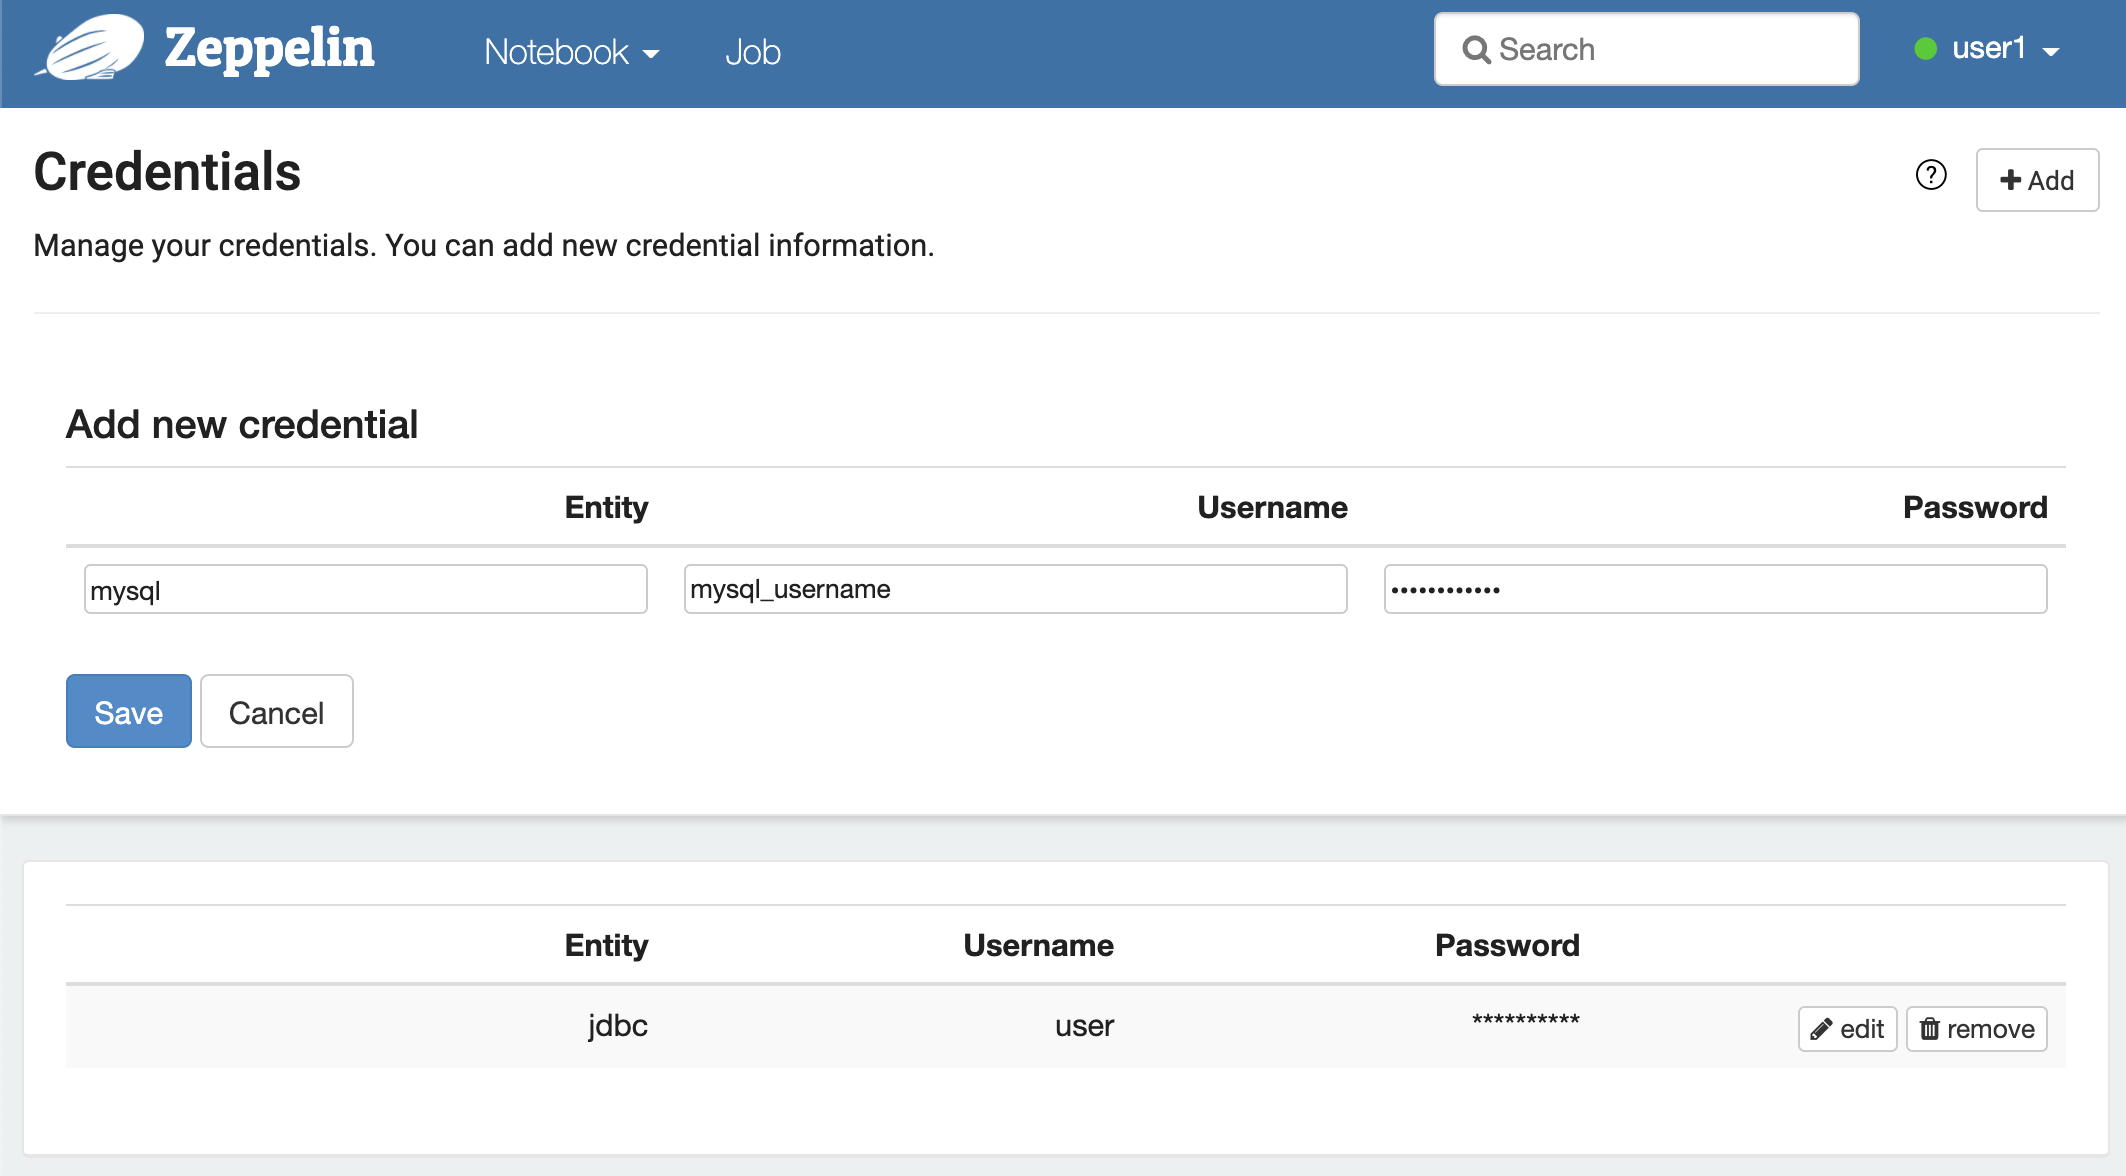 Zeppelin Notebook Job Search user1
Credentials
? Add
Manage your credentials. You can add new credential information.
Add new credential
Entity Username Password
mysql mysql_username ••••••••••••
Save Cancel
Entity Username Password
jdbc user ********** edit remove